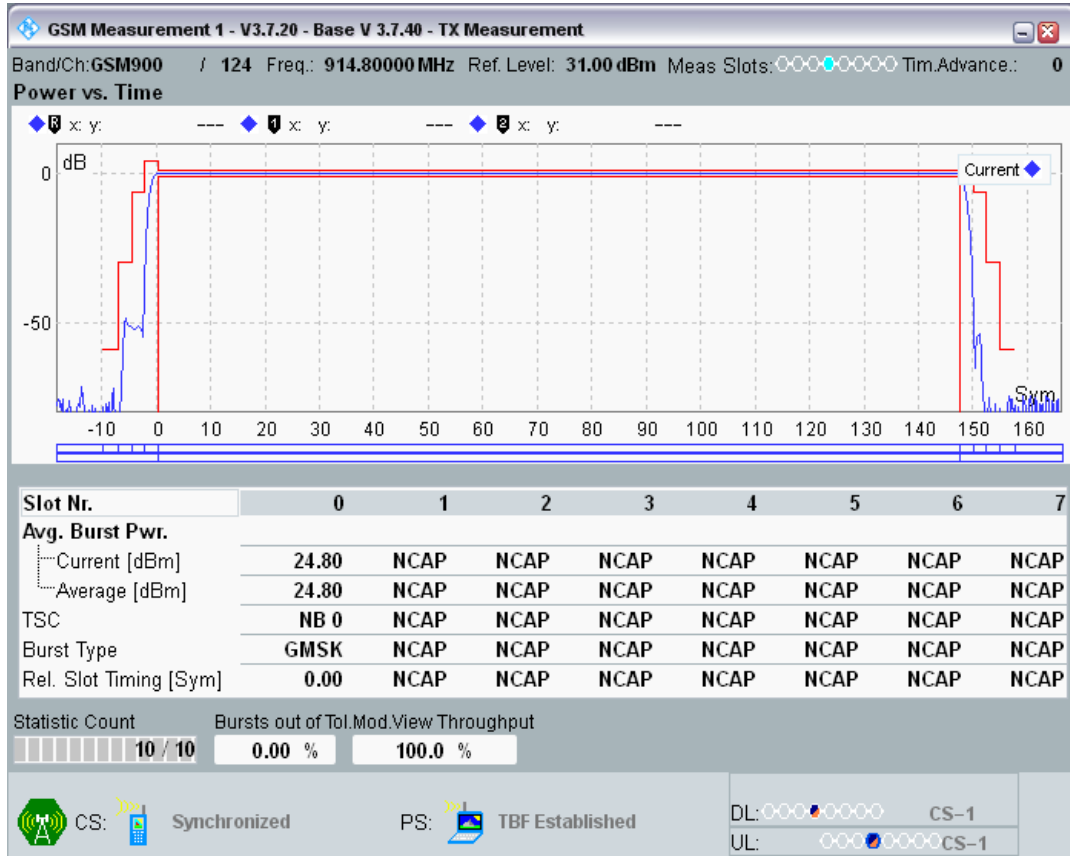 GSM Measurement 1 - V3.7.20 - Base V 3.7.40 - TX Measurement
Band/Ch:GSM900 / 124 Freq.: 914.80000 MHz Ref. Level: 31.00 dBm Meas Slots: Tim.Advance.: 0
Power vs. Time
R x: y: --- 1 x: y: --- 2 x: y: ---
dB
Current
0
-50
Sym
-10 0 10 20 30 40 50 60 70 80 90 100 110 120 130 140 150 160
Slot Nr. 0 1 2 3 4 5 6 7
Avg. Burst Pwr.
Current [dBm] 24.80 NCAP NCAP NCAP NCAP NCAP NCAP NCAP
Average [dBm] 24.80 NCAP NCAP NCAP NCAP NCAP NCAP NCAP
TSC NB 0 NCAP NCAP NCAP NCAP NCAP NCAP NCAP
Burst Type GMSK NCAP NCAP NCAP NCAP NCAP NCAP NCAP
Rel. Slot Timing [Sym] 0.00 NCAP NCAP NCAP NCAP NCAP NCAP NCAP
Statistic Count Bursts out of Tol. Mod.View Throughput
10 / 10 0.00 % 100.0 %
CS: Synchronized PS: TBF Established DL: CS-1
UL: CS-1